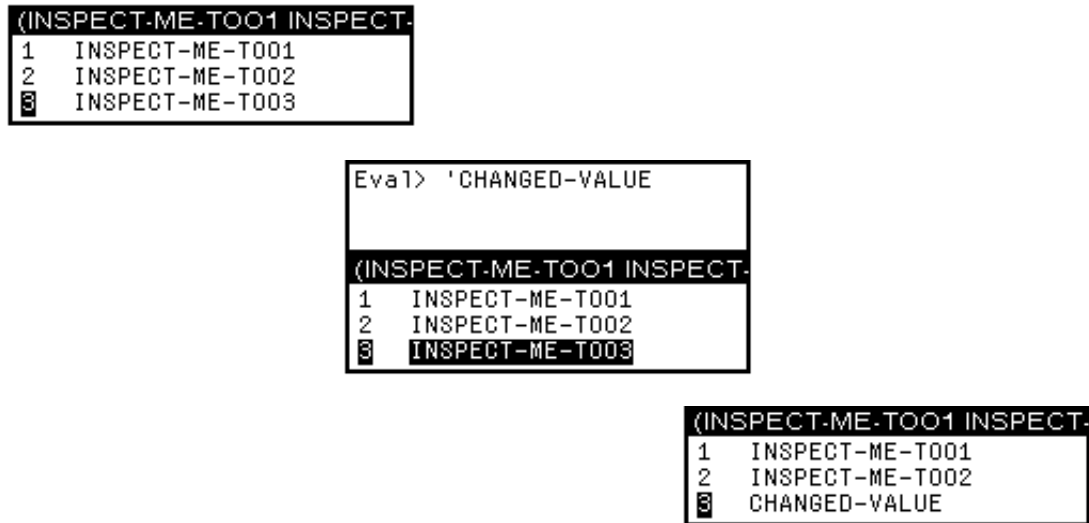 (INSPECT-ME-TOO1 INSPECT-
1 INSPECT-ME-TOO1
2 INSPECT-ME-TOO2
3 INSPECT-ME-TOO3
Eval> 'CHANGED-VALUE
(INSPECT-ME-TOO1 INSPECT-
1 INSPECT-ME-TOO1
2 INSPECT-ME-TOO2
3 INSPECT-ME-TOO3
(INSPECT-ME-TOO1 INSPECT-
1 INSPECT-ME-TOO1
2 INSPECT-ME-TOO2
3 CHANGED-VALUE